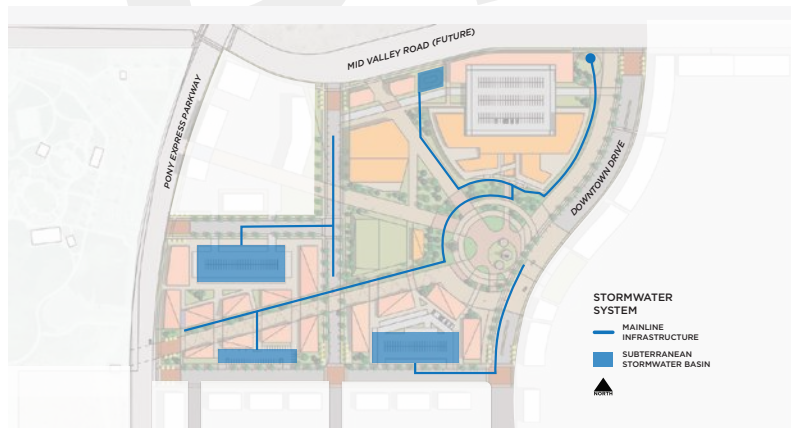 MID VALLEY ROAD (FUTURE)
PONY EXPRESS PARKWAY
DOWNTOWN DRIVE
STORMWATER
SYSTEM
MAINLINE
INFRASTRUCTURE
SUBTERRANEAN
STORMWATER BASIN
NORTH